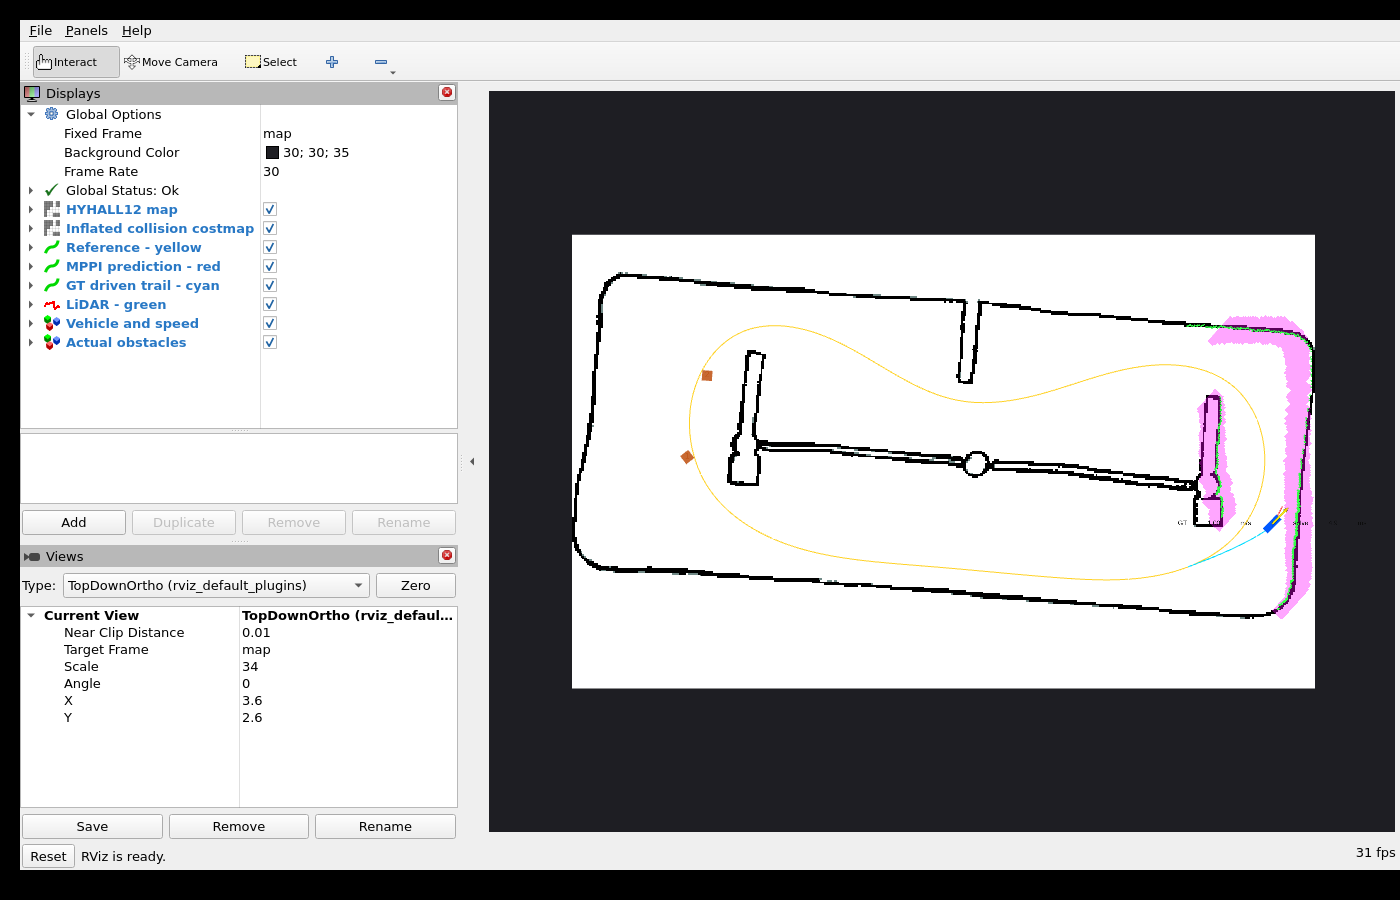 File Panels Help
Interact Move Camera Select
Displays
Global Options
Fixed Frame map
Background Color 30; 30; 35
Frame Rate 30
Global Status: Ok
HYHALL12 map
Inflated collision costmap
Reference - yellow
MPPI prediction - red
GT driven trail - cyan
LiDAR - green
Vehicle and speed
Actual obstacles
GT
Add Duplicate Remove Rename
Views
Type: TopDownOrtho (rviz_default_plugins) Zero
Current View TopDownOrtho (rviz_defaul...
Near Clip Distance 0.01
Target Frame map
Scale 34
Angle 0
X 3.6
Y 2.6
Save Remove Rename
Reset RViz is ready. 31 fps